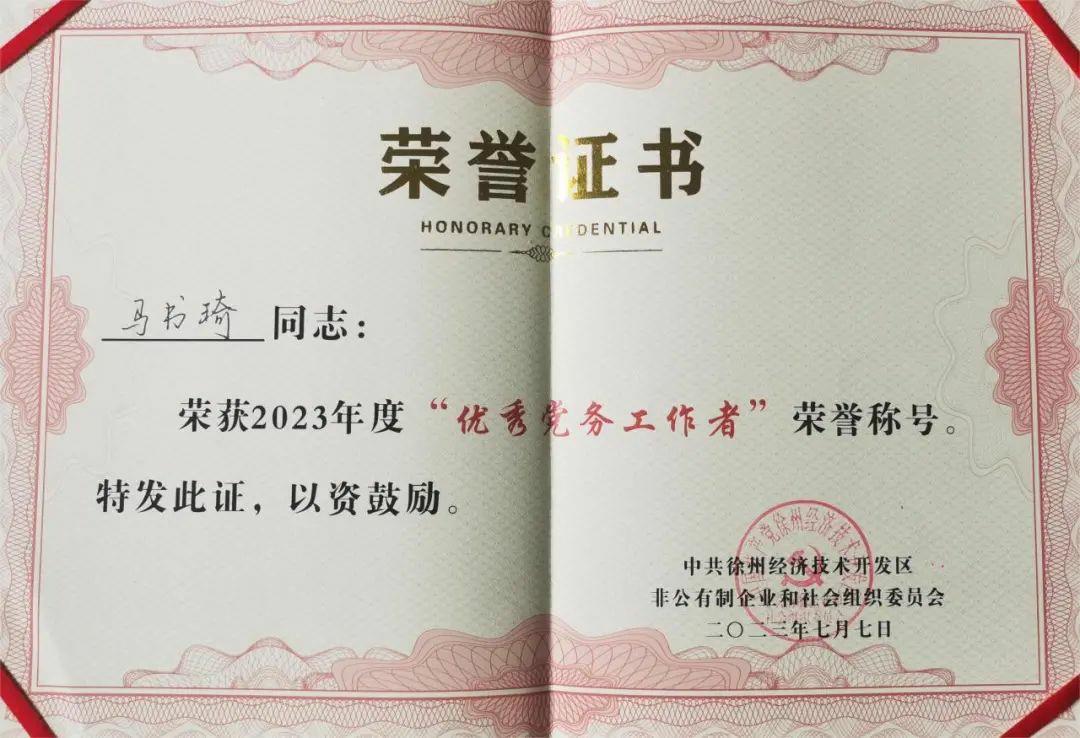 荣誉证书
HONORARY CREDENTIAL
马书琦 同志：
荣获2023年度“优秀党务工作者”荣誉称号。
特发此证，以资鼓励。
中共徐州经济技术开发区
非公有制企业和社会组织委员会
二〇二三年七月七日